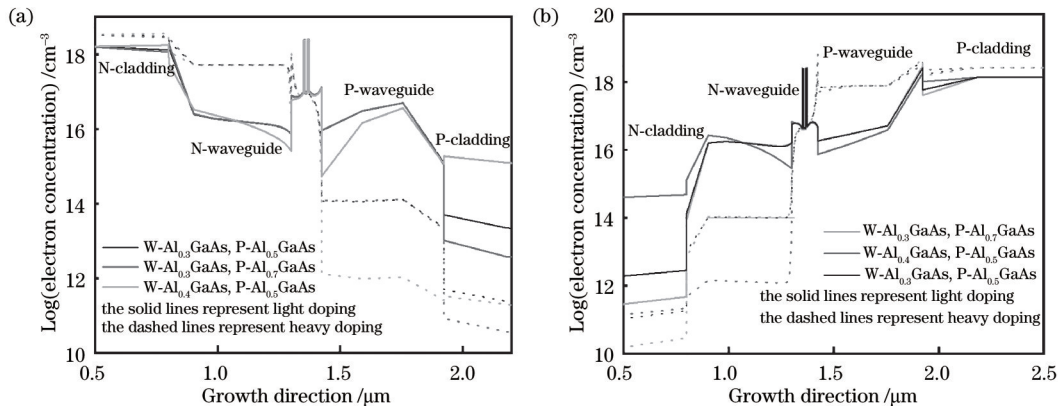 (a)
Log(electron concentration) /cm⁻³
18
16
14
12
10
N-cladding
N-waveguide
P-waveguide
P-cladding
W-Al₀.₃GaAs, P-Al₀.₅GaAs
W-Al₀.₃GaAs, P-Al₀.₇GaAs
W-Al₀.₄GaAs, P-Al₀.₅GaAs
the solid lines represent light doping
the dashed lines represent heavy doping
0.5 1.0 1.5 2.0
Growth direction /μm
(b)
Log(electron concentration) /cm⁻³
20
18
16
14
12
10
P-waveguide
P-cladding
N-waveguide
N-cladding
W-Al₀.₃GaAs, P-Al₀.₇GaAs
W-Al₀.₄GaAs, P-Al₀.₅GaAs
W-Al₀.₃GaAs, P-Al₀.₅GaAs
the solid lines represent light doping
the dashed lines represent heavy doping
0.5 1.0 1.5 2.0 2.5
Growth direction /μm